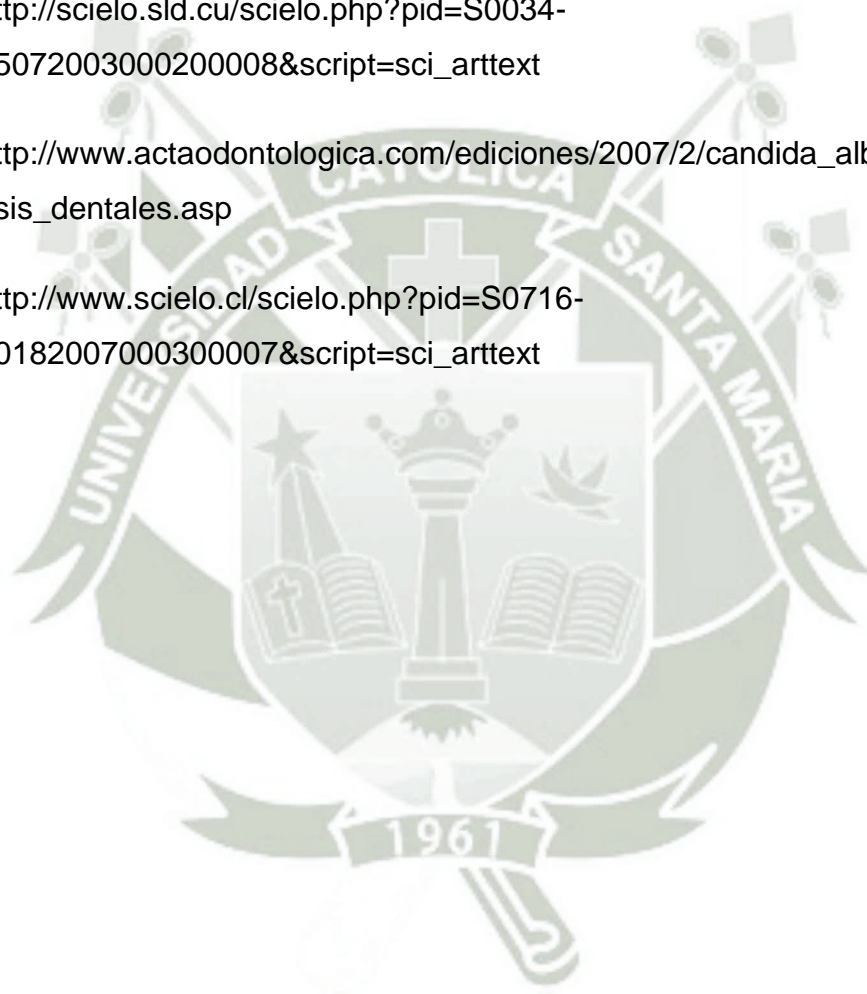 ttp://scielo.sld.cu/scielo.php?pid=S0034-
5072003000200008&script=sci_arttext
ttp://www.actaodontologica.com/ediciones/2007/2/candida_alb
sis_dentales.asp
ttp://www.scielo.cl/scielo.php?pid=S0716-
0182007000300007&script=sci_arttext
UNIVERSIDAD CATOLICA SANTA MARIA
1961